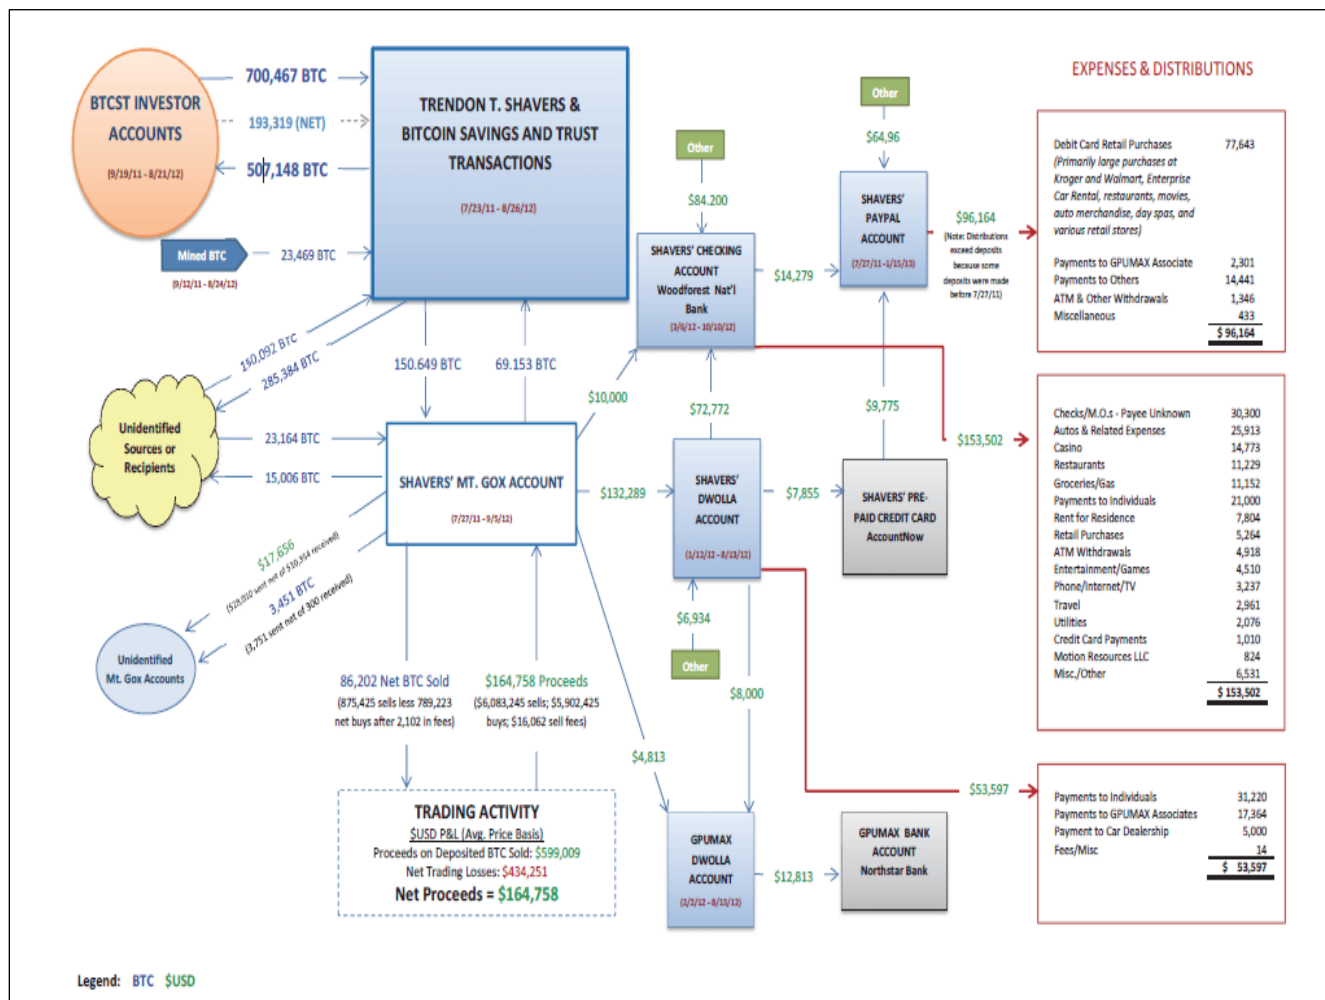 EXPENSES & DISTRIBUTIONS
BTCST INVESTOR
ACCOUNTS
(9/19/11 - 8/21/12)
700,467 BTC
193,319 (NET)
507,148 BTC
Mined BTC
(9/12/11 - 8/24/12)
23,469 BTC
TRENDON T. SHAVERS &
BITCOIN SAVINGS AND TRUST
TRANSACTIONS
(7/23/11 - 8/26/12)
150,092 BTC
285,384 BTC
Unidentified
Sources or
Recipients
23,164 BTC
15,006 BTC
150.649 BTC
69.153 BTC
SHAVERS' MT. GOX ACCOUNT
(7/27/11 - 9/5/12)
$17,656
3,451 BTC
(3,751 sent net of 300 received)
Unidentified
Mt. Gox Accounts
86,202 Net BTC Sold
(875,425 sells less 789,223
net buys after 2,102 in fees)
$164,758 Proceeds
($6,083,245 sells; $5,902,425
buys; $16,062 sell fees)
TRADING ACTIVITY
$USD P&L (Avg. Price Basis)
Proceeds on Deposited BTC Sold: $599,009
Net Trading Losses: $434,251
Net Proceeds = $164,758
Other
$84.200
SHAVERS' CHECKING
ACCOUNT
Woodforest Nat'l
Bank
(3/6/12 - 10/10/12)
$10,000
$14,279
$72,772
$132,289
SHAVERS'
DWOLLA
ACCOUNT
(1/12/12 - 8/13/12)
$6,934
Other
$7,855
SHAVERS' PRE-
PAID CREDIT CARD
AccountNow
$9,775
Other
$64,96
SHAVERS'
PAYPAL
ACCOUNT
(7/27/11 -1/15/13)
$96,164
(Note: Distributions
exceed deposits
because some
deposits were made
before 7/27/11)
$153,502
$8,000
$4,813
GPUMAX
DWOLLA
ACCOUNT
(2/2/12 - 8/13/12)
$12,813
GPUMAX BANK
ACCOUNT
Northstar Bank
$53,597
Debit Card Retail Purchases 77,643
(Primarily large purchases at
Kroger and Walmart, Enterprise
Car Rental, restaurants, movies,
auto merchandise, day spas, and
various retail stores)
Payments to GPUMAX Associate 2,301
Payments to Others 14,441
ATM & Other Withdrawals 1,346
Miscellaneous 433
$ 96,164
Checks/M.O.s - Payee Unknown 30,300
Autos & Related Expenses 25,913
Casino 14,773
Restaurants 11,229
Groceries/Gas 11,152
Payments to Individuals 21,000
Rent for Residence 7,804
Retail Purchases 5,264
ATM Withdrawals 4,918
Entertainment/Games 4,510
Phone/Internet/TV 3,237
Travel 2,961
Utilities 2,076
Credit Card Payments 1,010
Motion Resources LLC 824
Misc./Other 6,531
$ 153,502
Payments to Individuals 31,220
Payments to GPUMAX Associates 17,364
Payment to Car Dealership 5,000
Fees/Misc 14
$ 53,597
Legend: BTC $USD